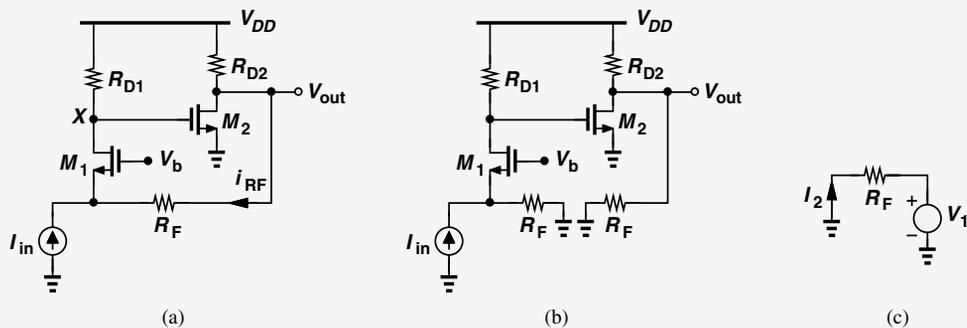 V_DD
R_D1
R_D2
V_out
X
M_2
M_1
V_b
i_RF
R_F
I_in
(a)
V_DD
R_D1
R_D2
V_out
M_2
M_1
V_b
R_F
R_F
I_in
(b)
I_2
R_F
+
V_1
−
(c)